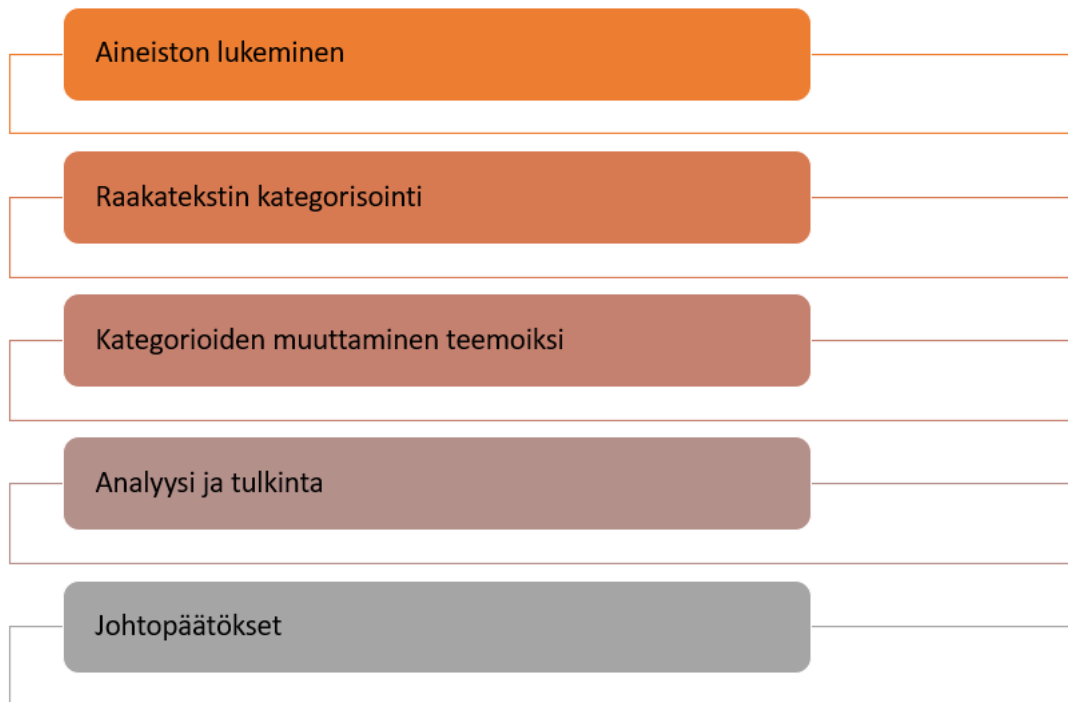 Aineiston lukeminen
Raakatekstin kategorisointi
Kategorioiden muuttaminen teemoiksi
Analyysi ja tulkinta
Johtopäätökset